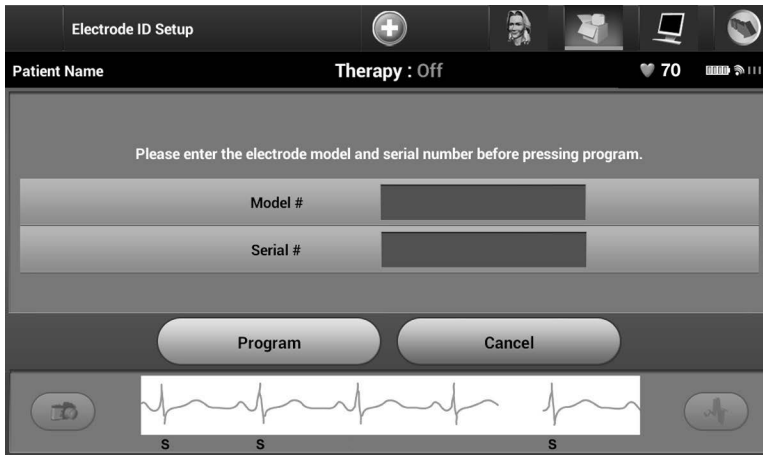 Electrode ID Setup
Patient Name
Therapy : Off
70
Please enter the electrode model and serial number before pressing program.
Model #
Serial #
Program
Cancel
S S S